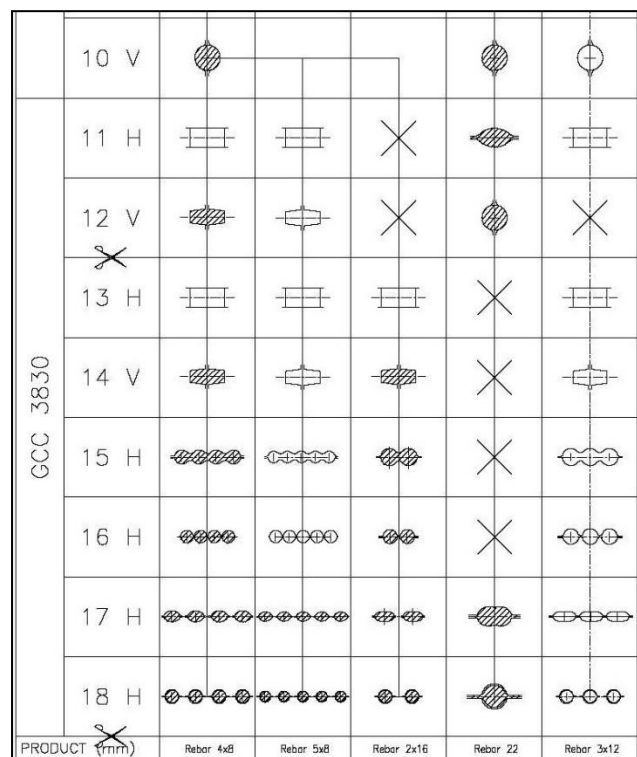 10 V
11 H
12 V
13 H
14 V
15 H
16 H
17 H
18 H
GCC 3830
PRODUCT (mm) Rebar 4x8 Rebar 5x8 Rebar 2x16 Rebar 22 Rebar 3x12